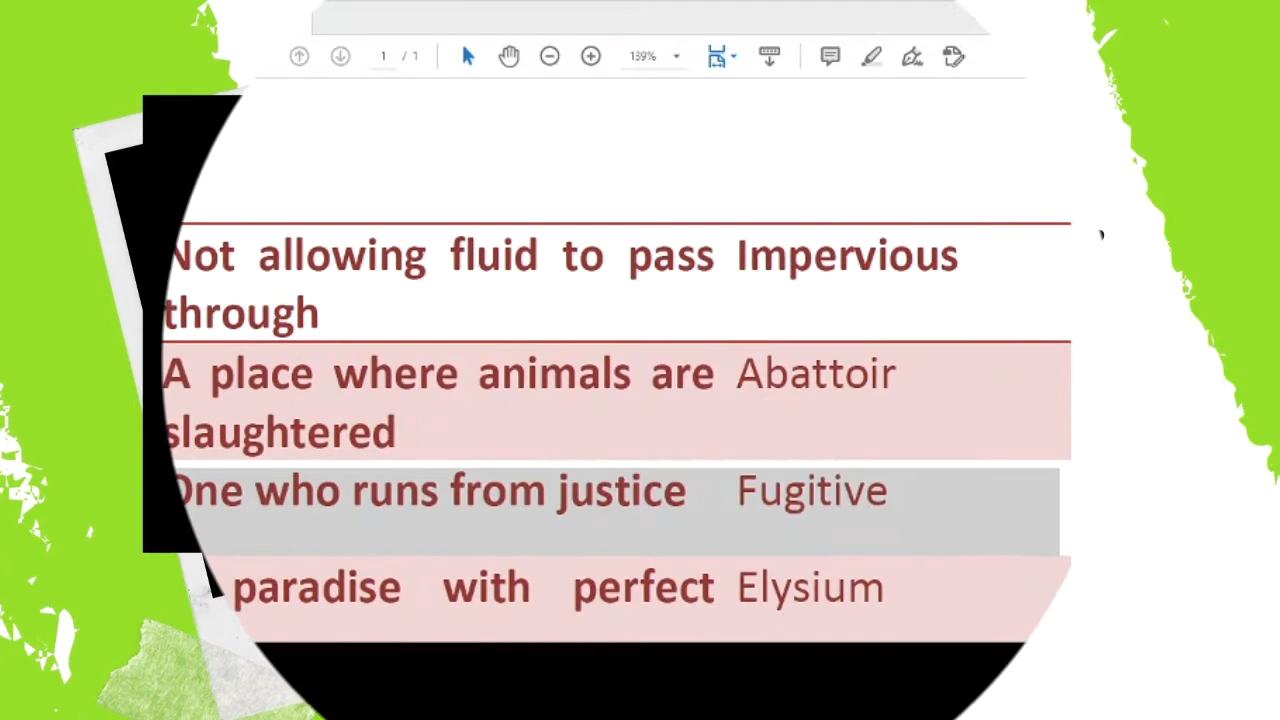 1 / 1 139%
Not allowing fluid to pass Impervious
through
A place where animals are Abattoir
slaughtered
One who runs from justice Fugitive
paradise with perfect Elysium